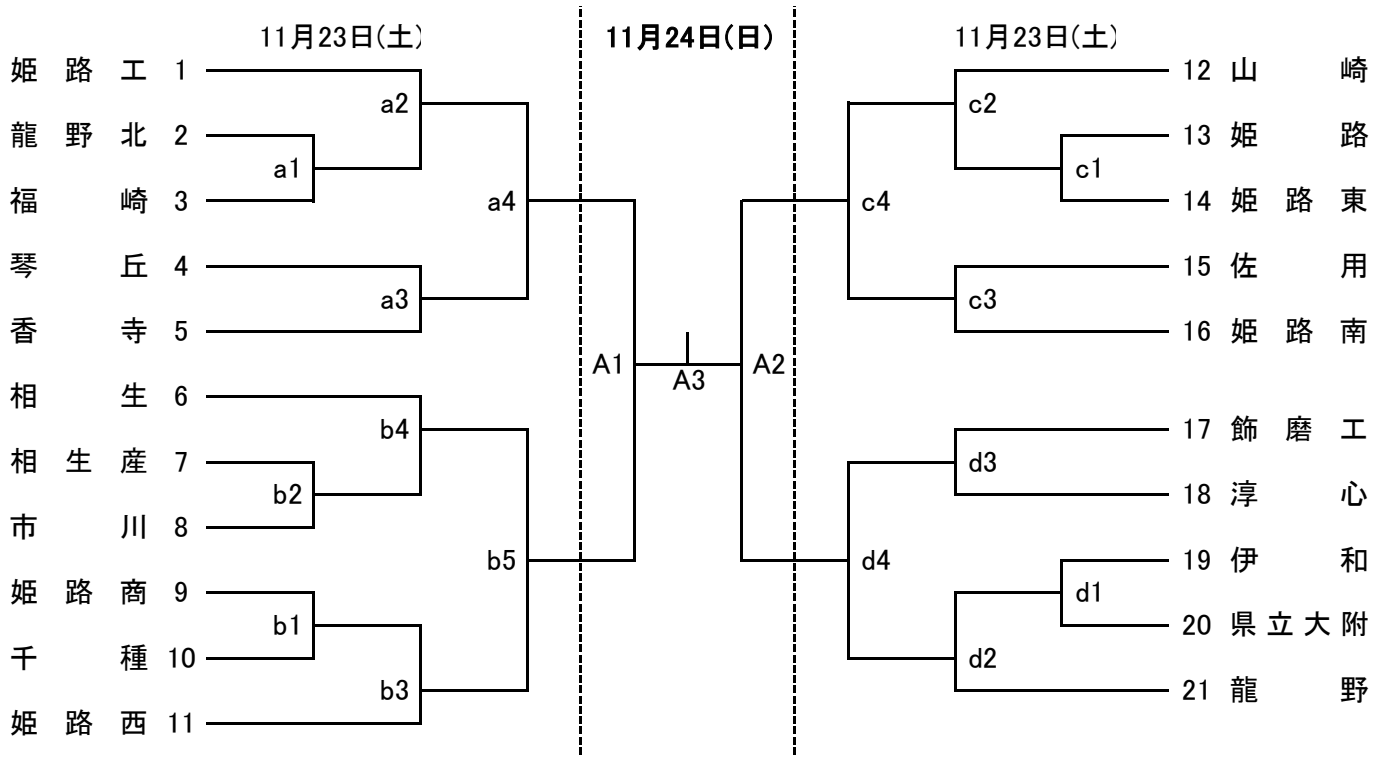 11月23日(土)
11月24日(日)
11月23日(土)
姫路工 1
龍野北 2
福崎 3
琴丘 4
香寺 5
相生 6
相生産 7
市川 8
姫路商 9
千種 10
姫路西 11
a2
a1
a4
a3
b4
b2
b5
b1
b3
A1
A3
A2
c2
c1
c4
c3
d3
d4
d1
d2
12 山崎
13 姫路
14 姫路東
15 佐用
16 姫路南
17 飾磨工
18 淳心
19 伊和
20 県立大附
21 龍野